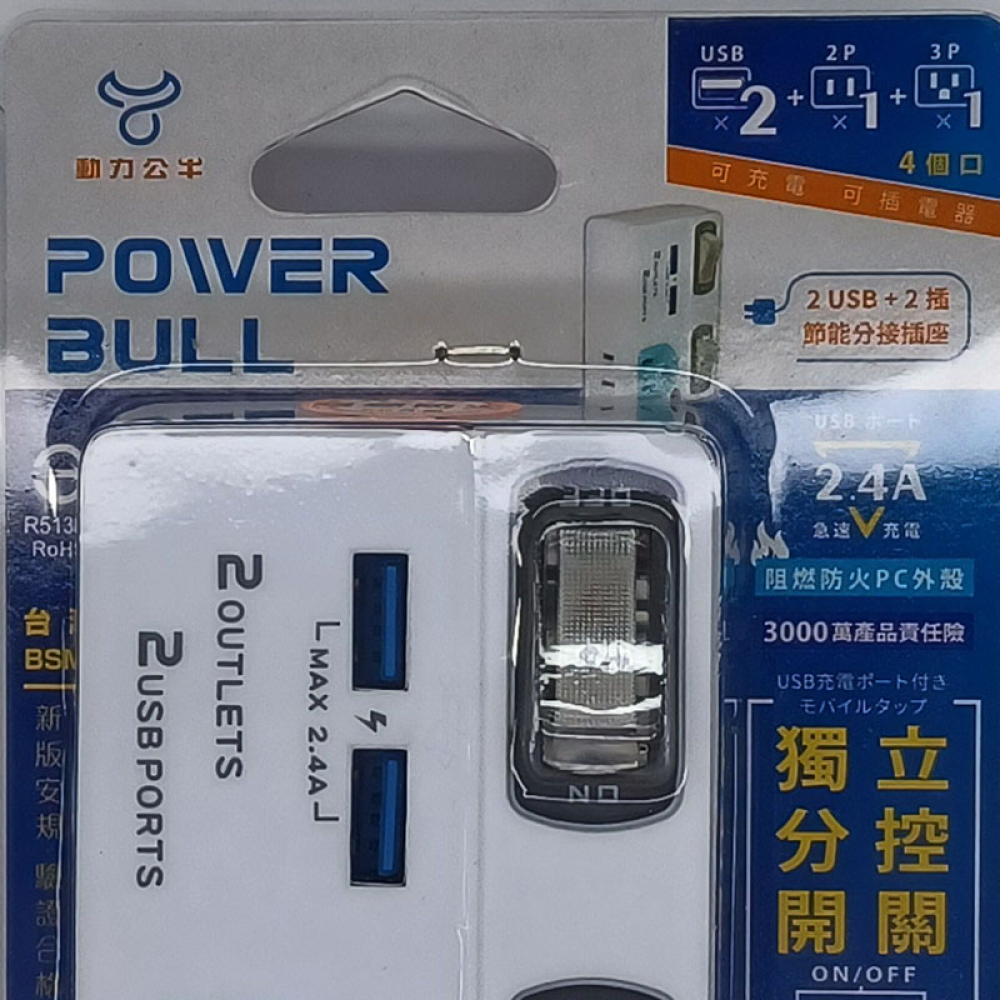 動力公牛
POWER
BULL
USB 2P 3P
×2 + ×1 + ×1
4個口
可充電 可插電器
2 USB + 2 插
節能分接插座
USB ポート
2.4A
急速 充電
阻燃防火PC外殼
3000萬產品責任險
USB充電ポート付き
モバイルタップ
獨立
分控
開關
ON/OFF
OFF
ON
2 OUTLETS
2 USB PORTS
MAX 2.4A
台
新版安規
驗證合格